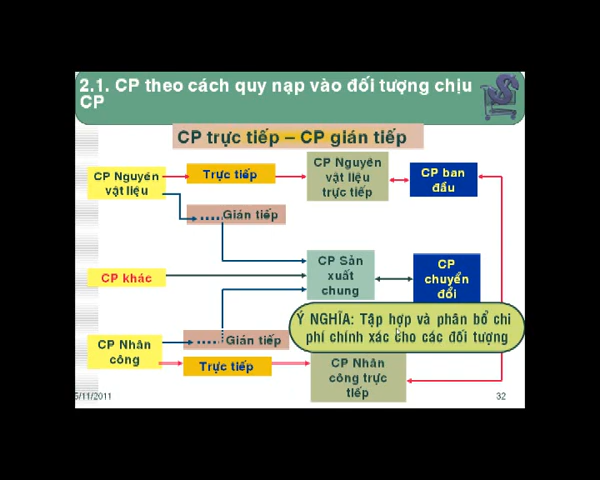 2.1. CP theo cách quy nạp vào đối tượng chịu
CP
CP trực tiếp – CP gián tiếp
CP Nguyên
vật liệu
Trực tiếp
CP Nguyên
vật liệu
trực tiếp
CP ban
đầu
.....Gián tiếp
CP khác
CP Sản
xuất
chung
CP
chuyển
đổi
Ý NGHĨA: Tập hợp và phân bổ chi
phí chính xác cho các đối tượng
CP Nhân
công
..... Gián tiếp
Trực tiếp
CP Nhân
công trực
tiếp
5/11/2011
32